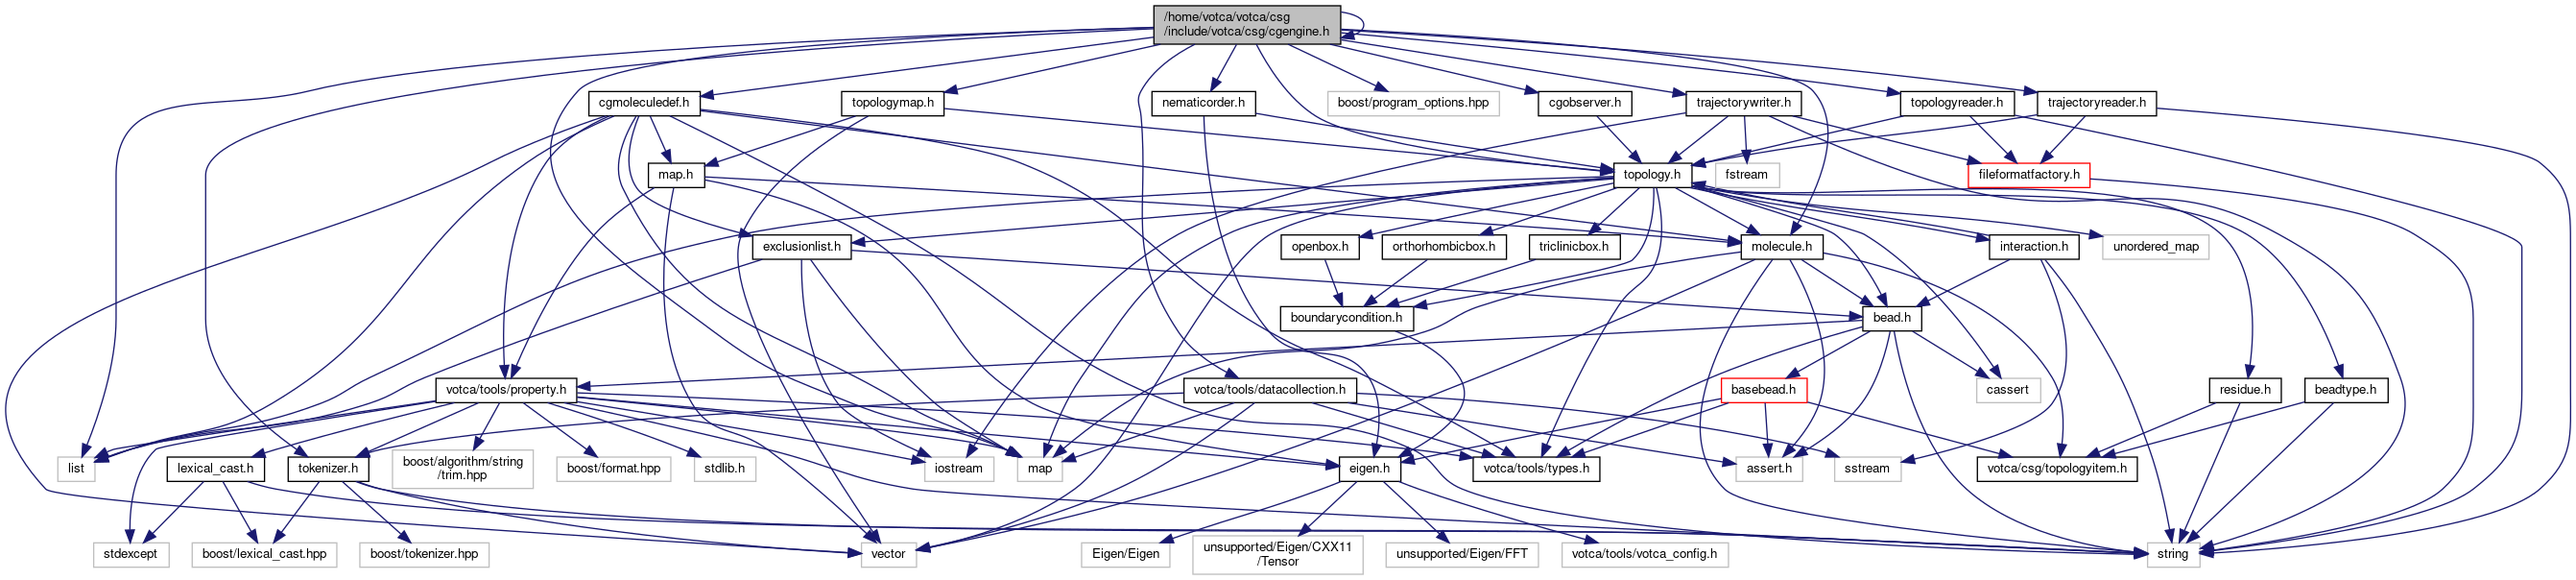 /home/votca/votca/csg
/include/votca/csg/cgengine.h
cgmoleculedef.h
topologymap.h
nematicorder.h
boost/program_options.hpp
cgobserver.h
trajectorywriter.h
topologyreader.h
trajectoryreader.h
map.h
topology.h
fstream
fileformatfactory.h
exclusionlist.h
openbox.h
orthorhombicbox.h
triclinicbox.h
molecule.h
interaction.h
unordered_map
boundarycondition.h
bead.h
votca/tools/property.h
votca/tools/datacollection.h
basebead.h
cassert
residue.h
beadtype.h
list
lexical_cast.h
tokenizer.h
boost/algorithm/string
/trim.hpp
boost/format.hpp
stdlib.h
iostream
map
eigen.h
votca/tools/types.h
assert.h
sstream
votca/csg/topologyitem.h
stdexcept
boost/lexical_cast.hpp
boost/tokenizer.hpp
vector
Eigen/Eigen
unsupported/Eigen/CXX11
/Tensor
unsupported/Eigen/FFT
votca/tools/votca_config.h
string